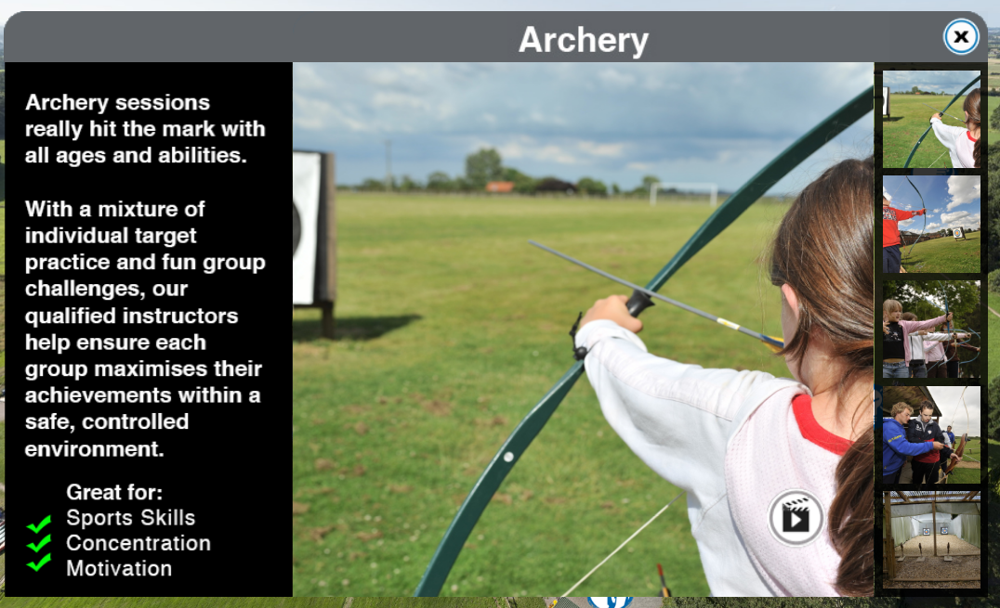 Archery
Archery sessions
really hit the mark with
all ages and abilities.
With a mixture of
individual target
practice and fun group
challenges, our
qualified instructors
help ensure each
group maximises their
achievements within a
safe, controlled
environment.
Great for:
Sports Skills
Concentration
Motivation